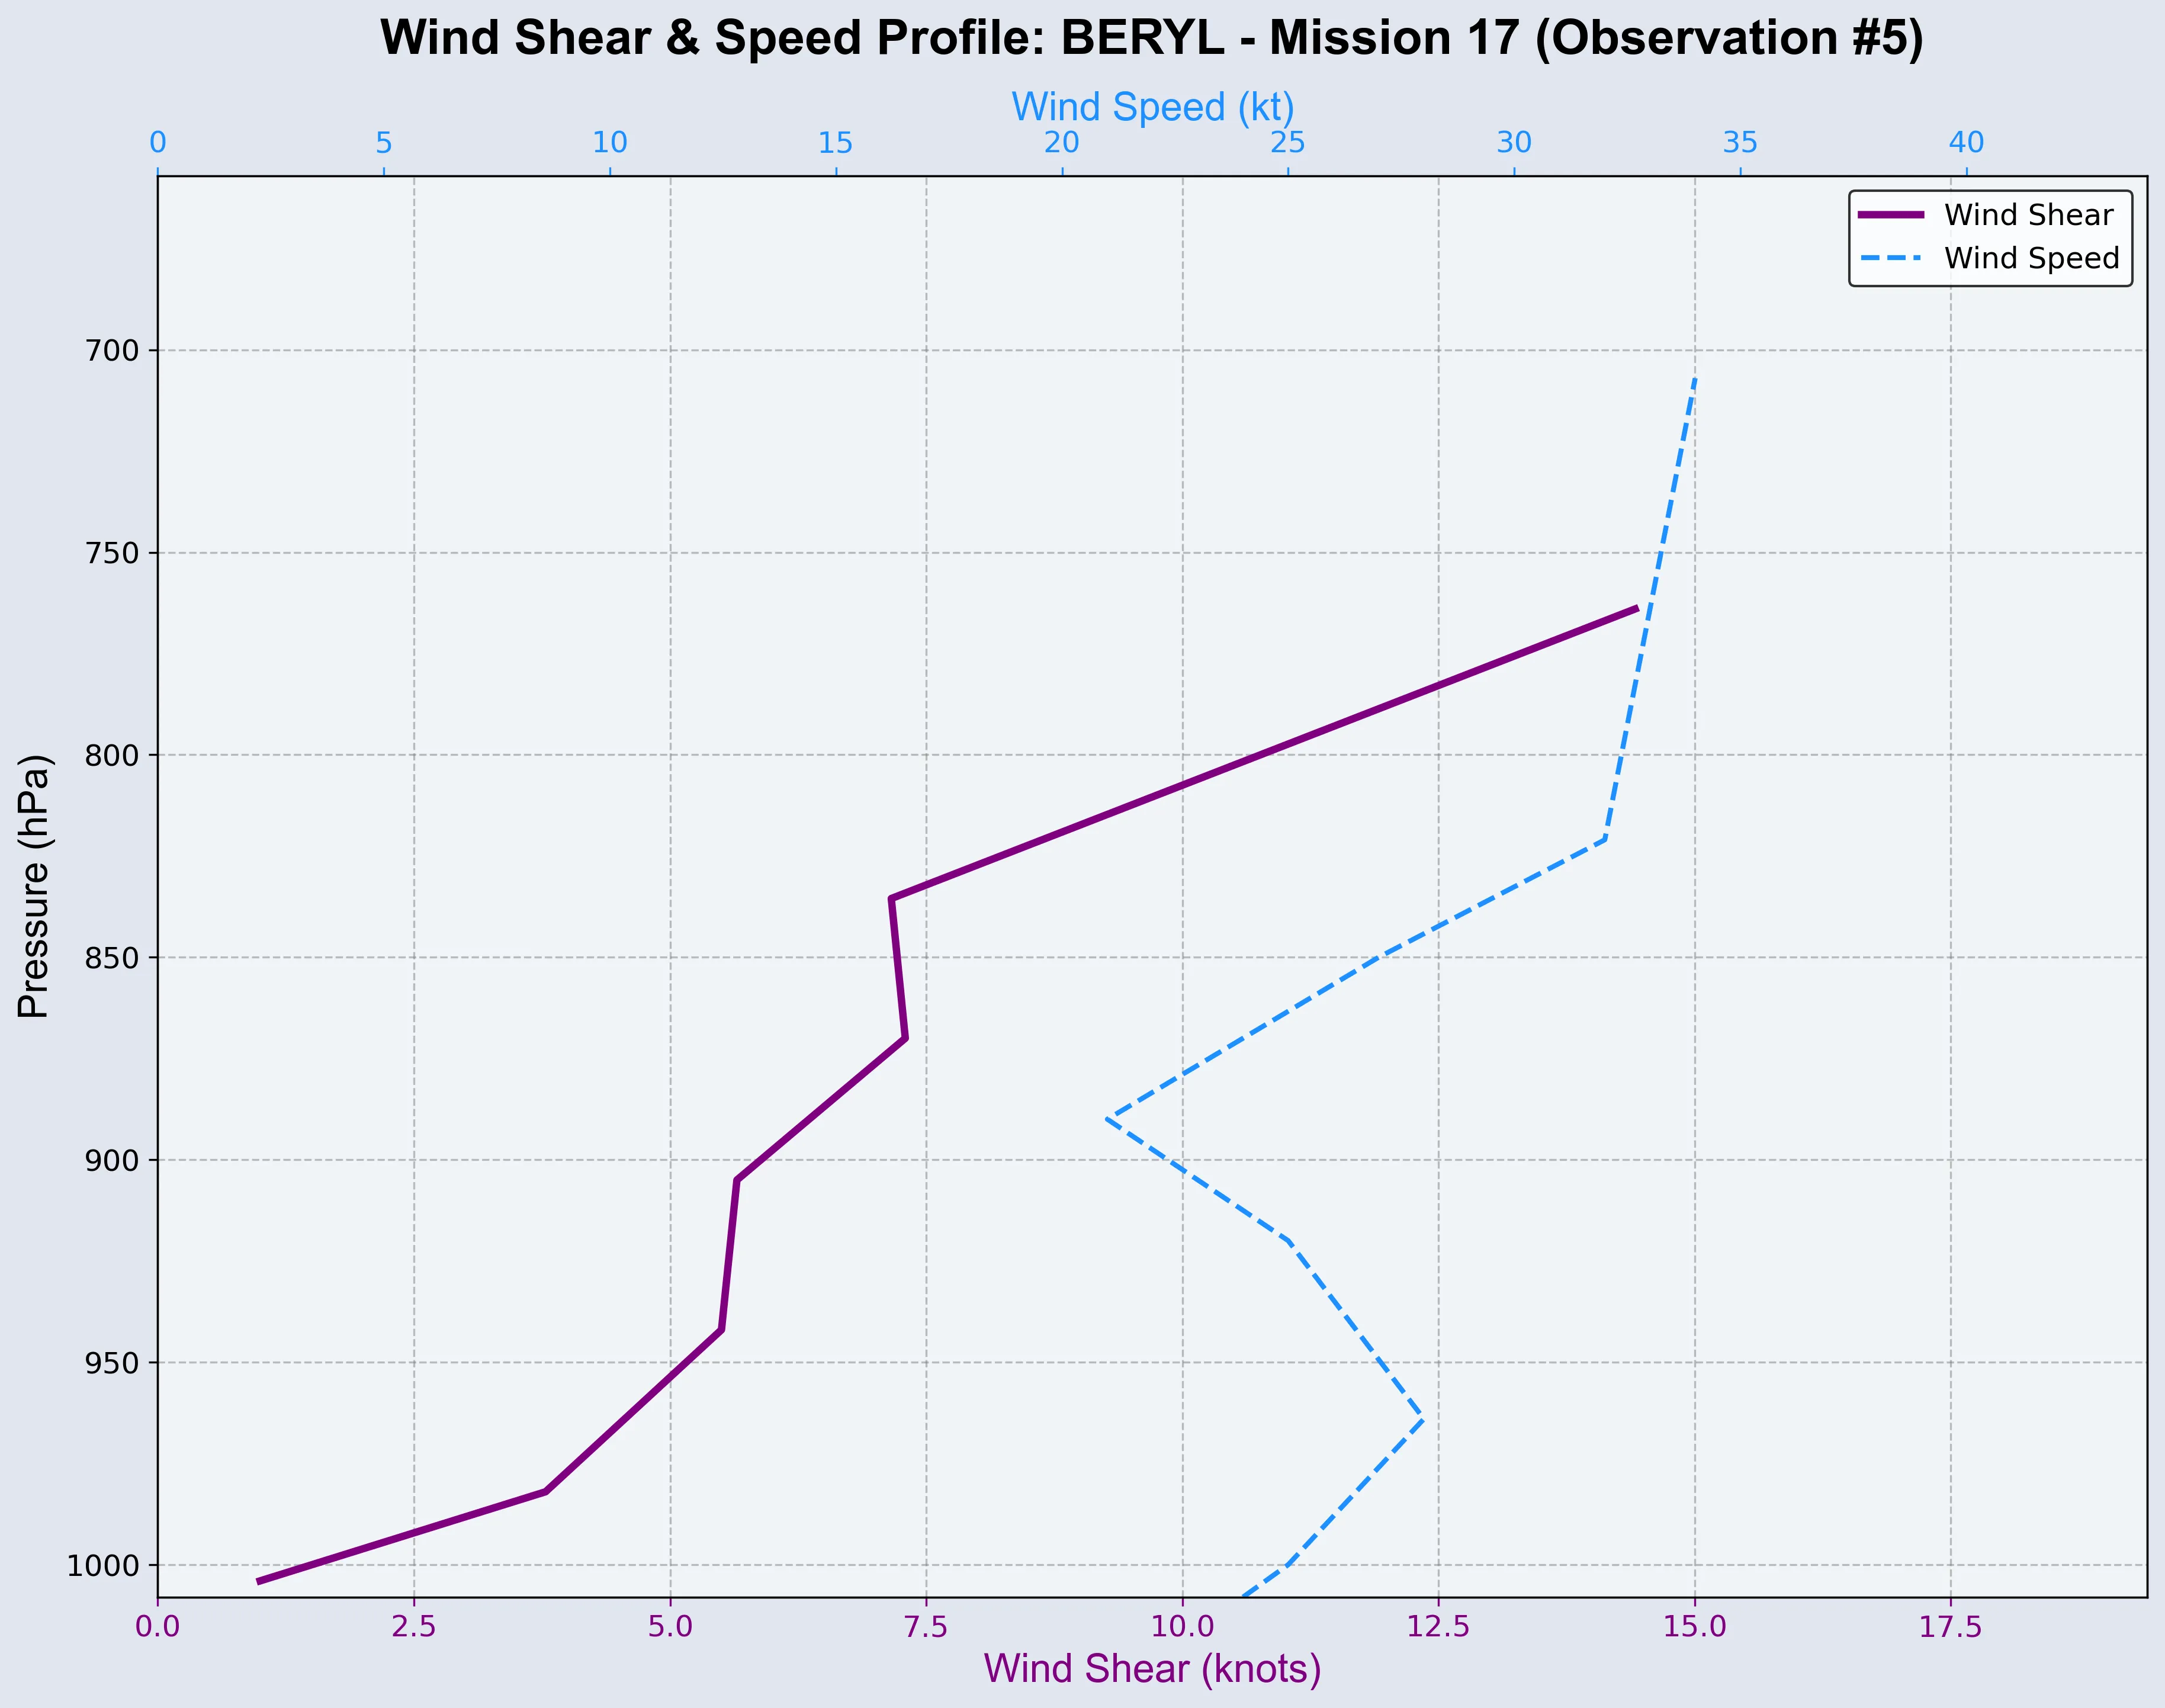 Wind Shear & Speed Profile: BERYL - Mission 17 (Observation #5)
Wind Speed (kt)
0 5 10 15 20 25 30 35 40
Wind Shear
Wind Speed
700
750
800
850
900
950
1000
Pressure (hPa)
0.0 2.5 5.0 7.5 10.0 12.5 15.0 17.5
Wind Shear (knots)